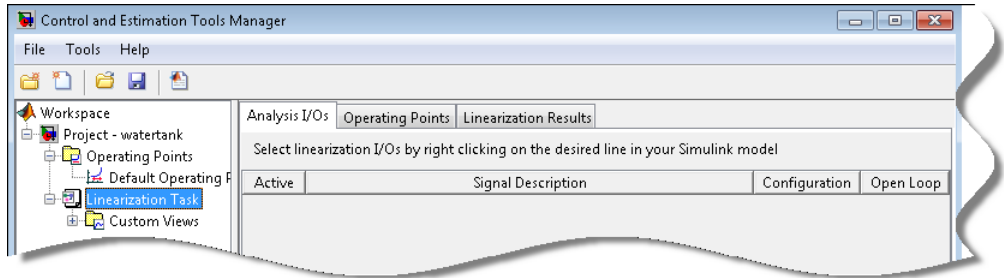 Control and Estimation Tools Manager
File Tools Help
Workspace
Project - watertank
Operating Points
Default Operating P
Linearization Task
Custom Views
Analysis I/Os Operating Points Linearization Results
Select linearization I/Os by right clicking on the desired line in your Simulink model
Active Signal Description Configuration Open Loop